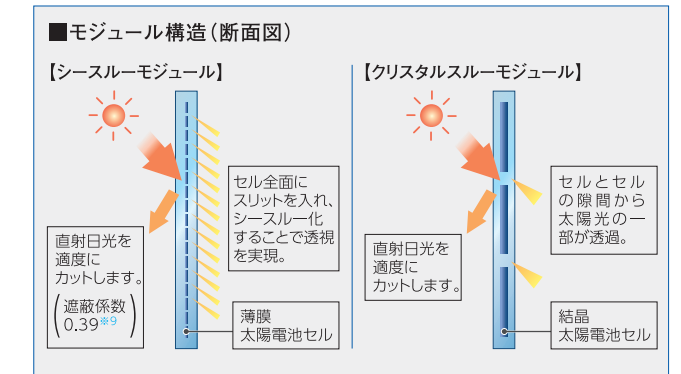 ■モジュール構造（断面図）
【シースルーモジュール】
セル全面に
スリットを入れ、
シースルー化
することで透視
を実現。
直射日光を
適度に
カットします。
（遮蔽係数
0.39※9）
薄膜
太陽電池セル
【クリスタルスルーモジュール】
セルとセル
の隙間から
太陽光の一
部が透過。
直射日光を
適度に
カットします。
結晶
太陽電池セル